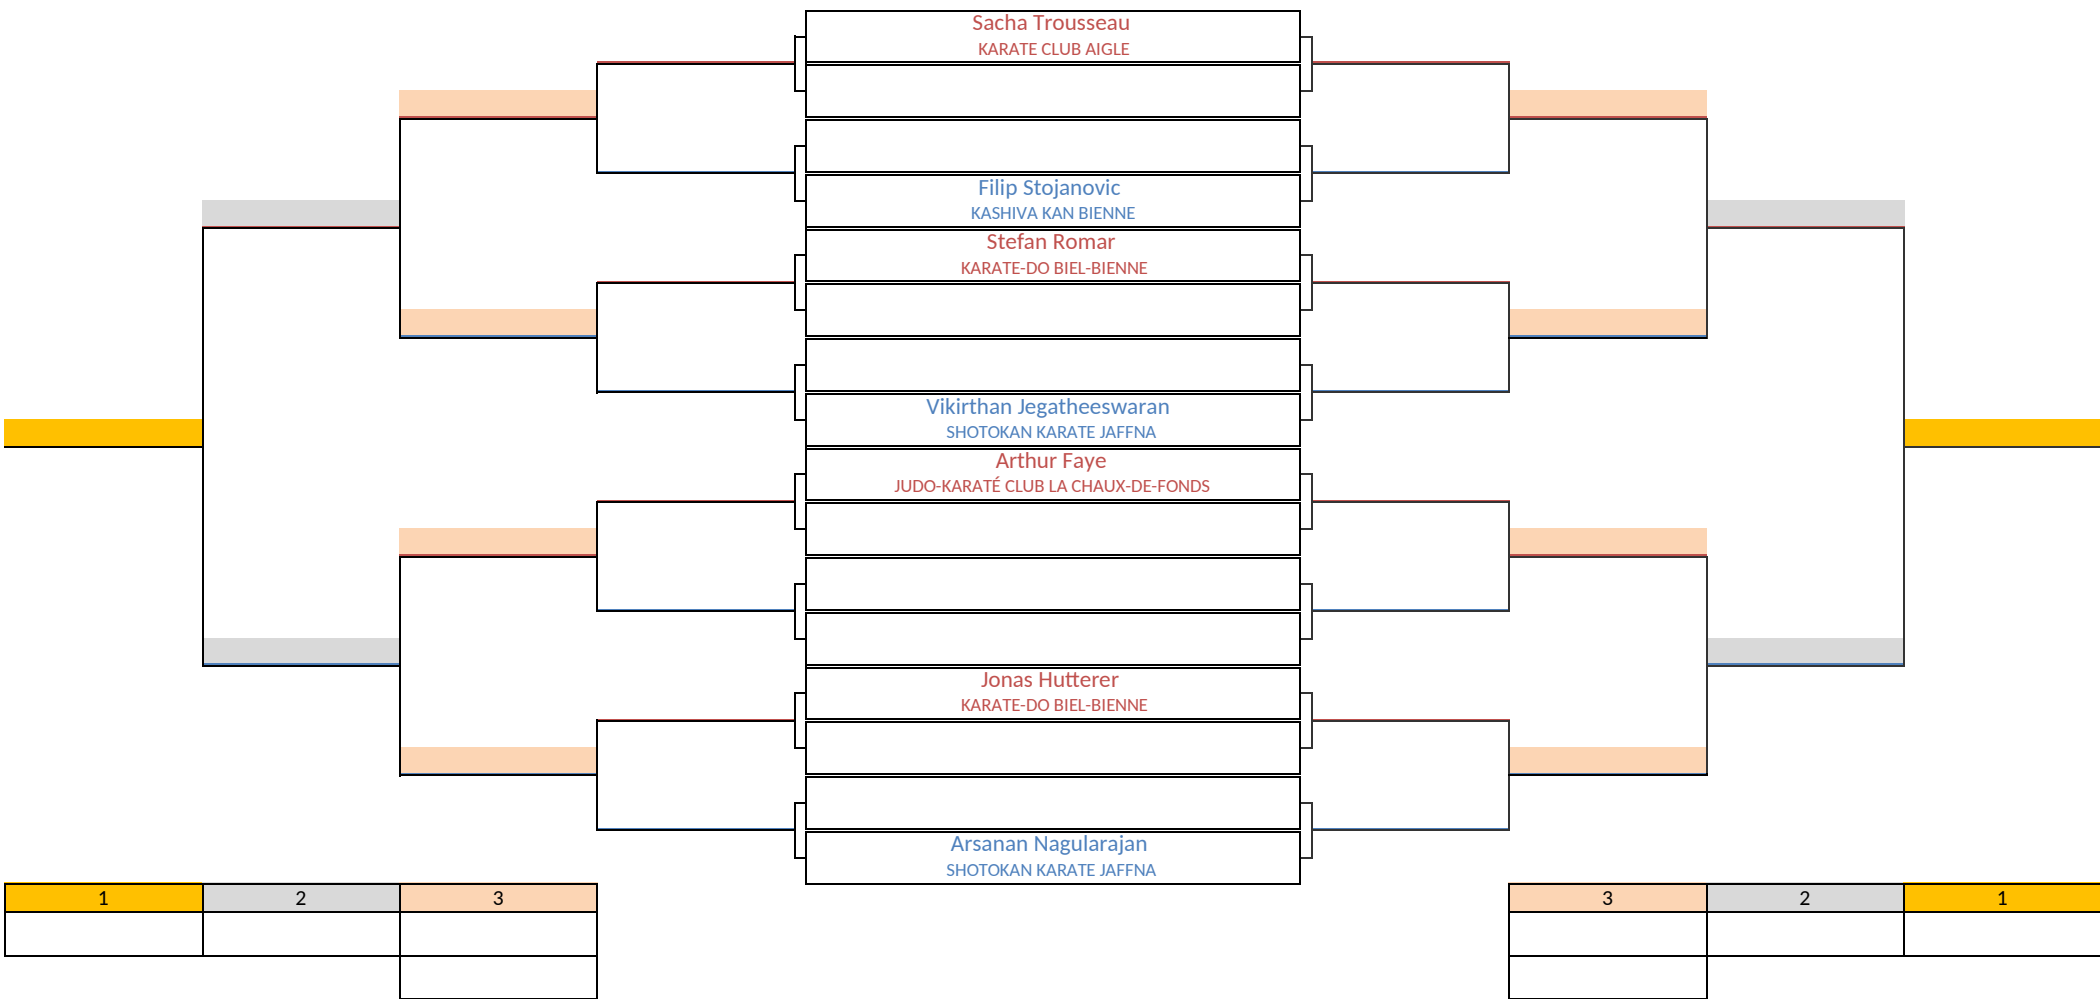 Sacha Trousseau
KARATE CLUB AIGLE
Filip Stojanovic
KASHIVA KAN BIENNE
Stefan Romar
KARATE-DO BIEL-BIENNE
Vikirthan Jegatheeswaran
SHOTOKAN KARATE JAFFNA
Arthur Faye
JUDO-KARATÉ CLUB LA CHAUX-DE-FONDS
Jonas Hutterer
KARATE-DO BIEL-BIENNE
Arsanan Nagularajan
SHOTOKAN KARATE JAFFNA
1 2 3 3 2 1